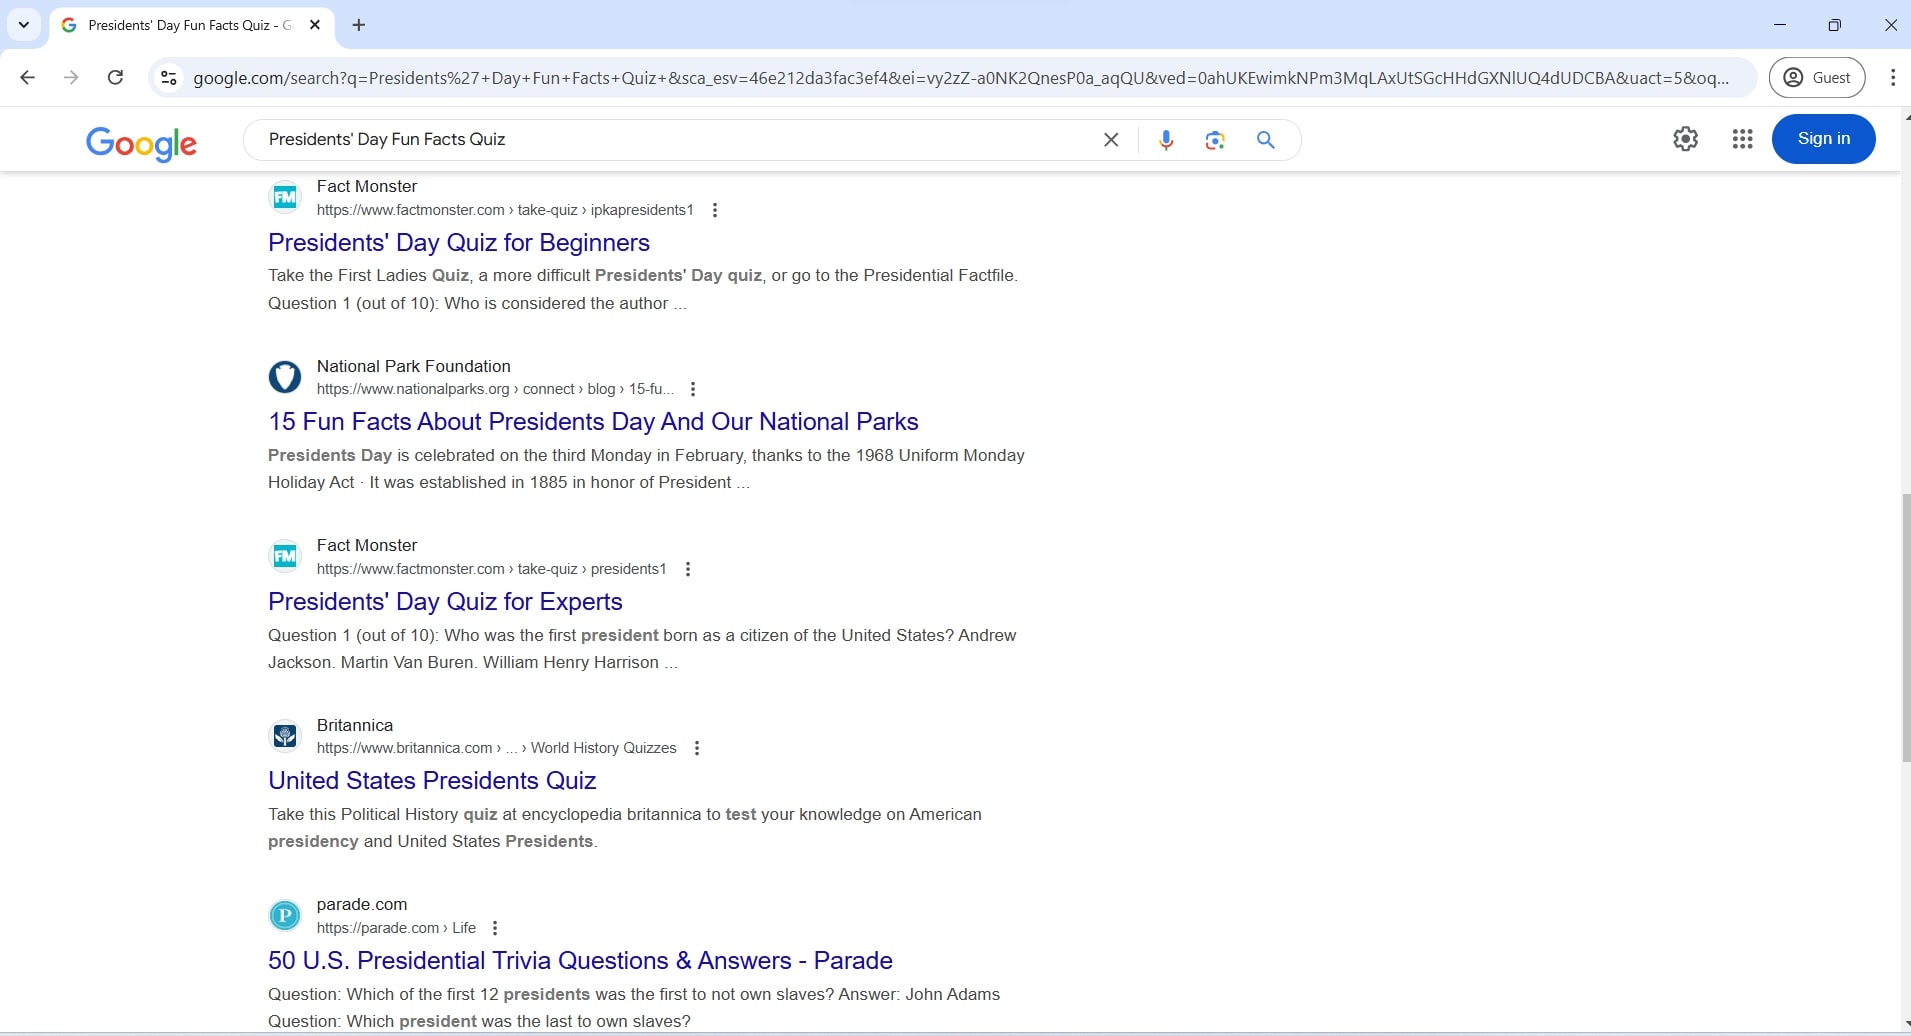 Presidents' Day Fun Facts Quiz - G
google.com/search?q=Presidents%27+Day+Fun+Facts+Quiz+&sca_esv=46e212da3fac3ef4&ei=vy2zZ-a0NK2QnesP0a_aqQU&ved=0ahUKEwimkNPm3MqLAxUtSGcHHdGXNlUQ4dUDCBA&uact=5&oq...
Guest
Google
Presidents' Day Fun Facts Quiz
Sign in
FM
Fact Monster
https://www.factmonster.com › take-quiz › ipkapresidents1
Presidents' Day Quiz for Beginners
Take the First Ladies Quiz, a more difficult Presidents' Day quiz, or go to the Presidential Factfile.
Question 1 (out of 10): Who is considered the author ...
National Park Foundation
https://www.nationalparks.org › connect › blog › 15-fu...
15 Fun Facts About Presidents Day And Our National Parks
Presidents Day is celebrated on the third Monday in February, thanks to the 1968 Uniform Monday
Holiday Act · It was established in 1885 in honor of President ...
FM
Fact Monster
https://www.factmonster.com › take-quiz › presidents1
Presidents' Day Quiz for Experts
Question 1 (out of 10): Who was the first president born as a citizen of the United States? Andrew
Jackson. Martin Van Buren. William Henry Harrison ...
Britannica
https://www.britannica.com › ... › World History Quizzes
United States Presidents Quiz
Take this Political History quiz at encyclopedia britannica to test your knowledge on American
presidency and United States Presidents.
P
parade.com
https://parade.com › Life
50 U.S. Presidential Trivia Questions & Answers - Parade
Question: Which of the first 12 presidents was the first to not own slaves? Answer: John Adams
Question: Which president was the last to own slaves?